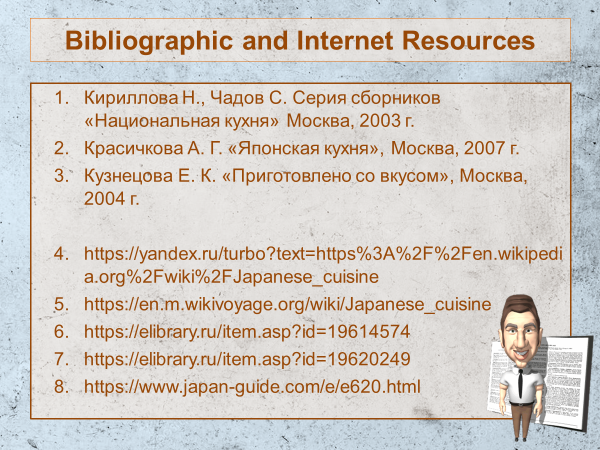 Bibliographic and Internet Resources
1. Кириллова Н., Чадов С. Серия сборников
«Национальная кухня» Москва, 2003 г.
2. Красичкова А. Г. «Японская кухня», Москва, 2007 г.
3. Кузнецова Е. К. «Приготовлено со вкусом», Москва,
2004 г.
4. https://yandex.ru/turbo?text=https%3A%2F%2Fen.wikipedi
a.org%2Fwiki%2FJapanese_cuisine
5. https://en.m.wikivoyage.org/wiki/Japanese_cuisine
6. https://elibrary.ru/item.asp?id=19614574
7. https://elibrary.ru/item.asp?id=19620249
8. https://www.japan-guide.com/e/e620.html